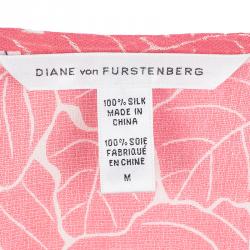 DIANE von FURSTENBERG
100% SILK
MADE IN
CHINA
100% SOIE
FABRIQUÉ
EN CHINE
M